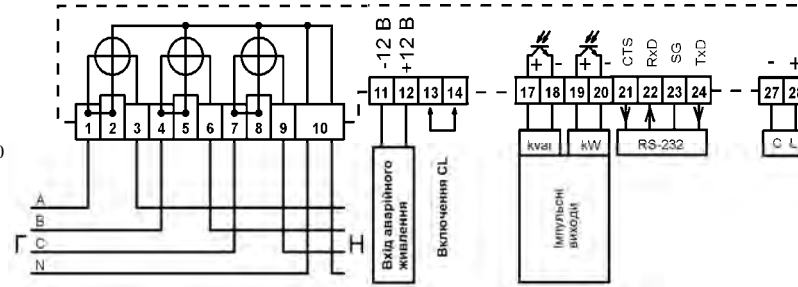 -12 В
+12 В
CTS
RxD
SG
TxD
+ -
+ -
- +
1 2 3 4 5 6 7 8 9 10
11 12 13 14
17 18 19 20 21 22 23 24
27 28
kvar
kW
RS-232
C L
A
B
C
N
Г
Н
Вхід аварійного
живлення
Включення CL
Імпульсні
виходи
)